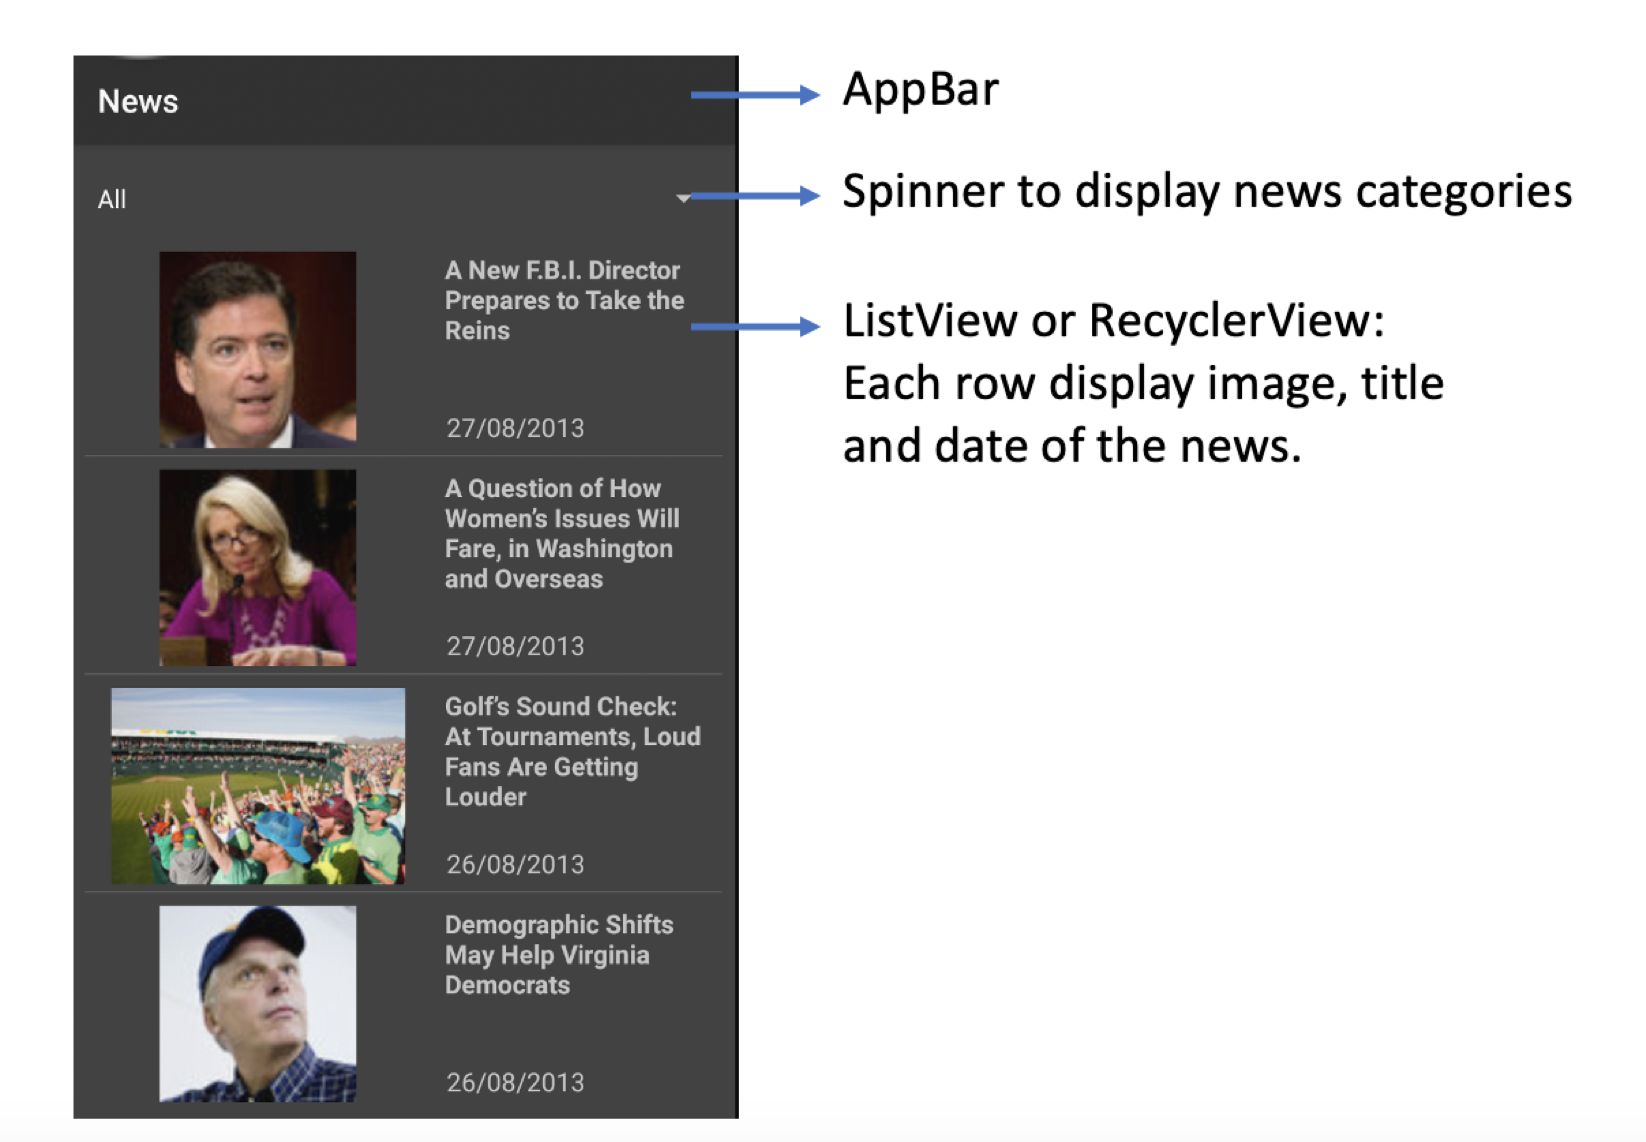 News
AppBar
All
Spinner to display news categories
A New F.B.I. Director
Prepares to Take the
Reins
27/08/2013
ListView or RecyclerView:
Each row display image, title
and date of the news.
A Question of How
Women’s Issues Will
Fare, in Washington
and Overseas
27/08/2013
Golf’s Sound Check:
At Tournaments, Loud
Fans Are Getting
Louder
26/08/2013
Demographic Shifts
May Help Virginia
Democrats
26/08/2013